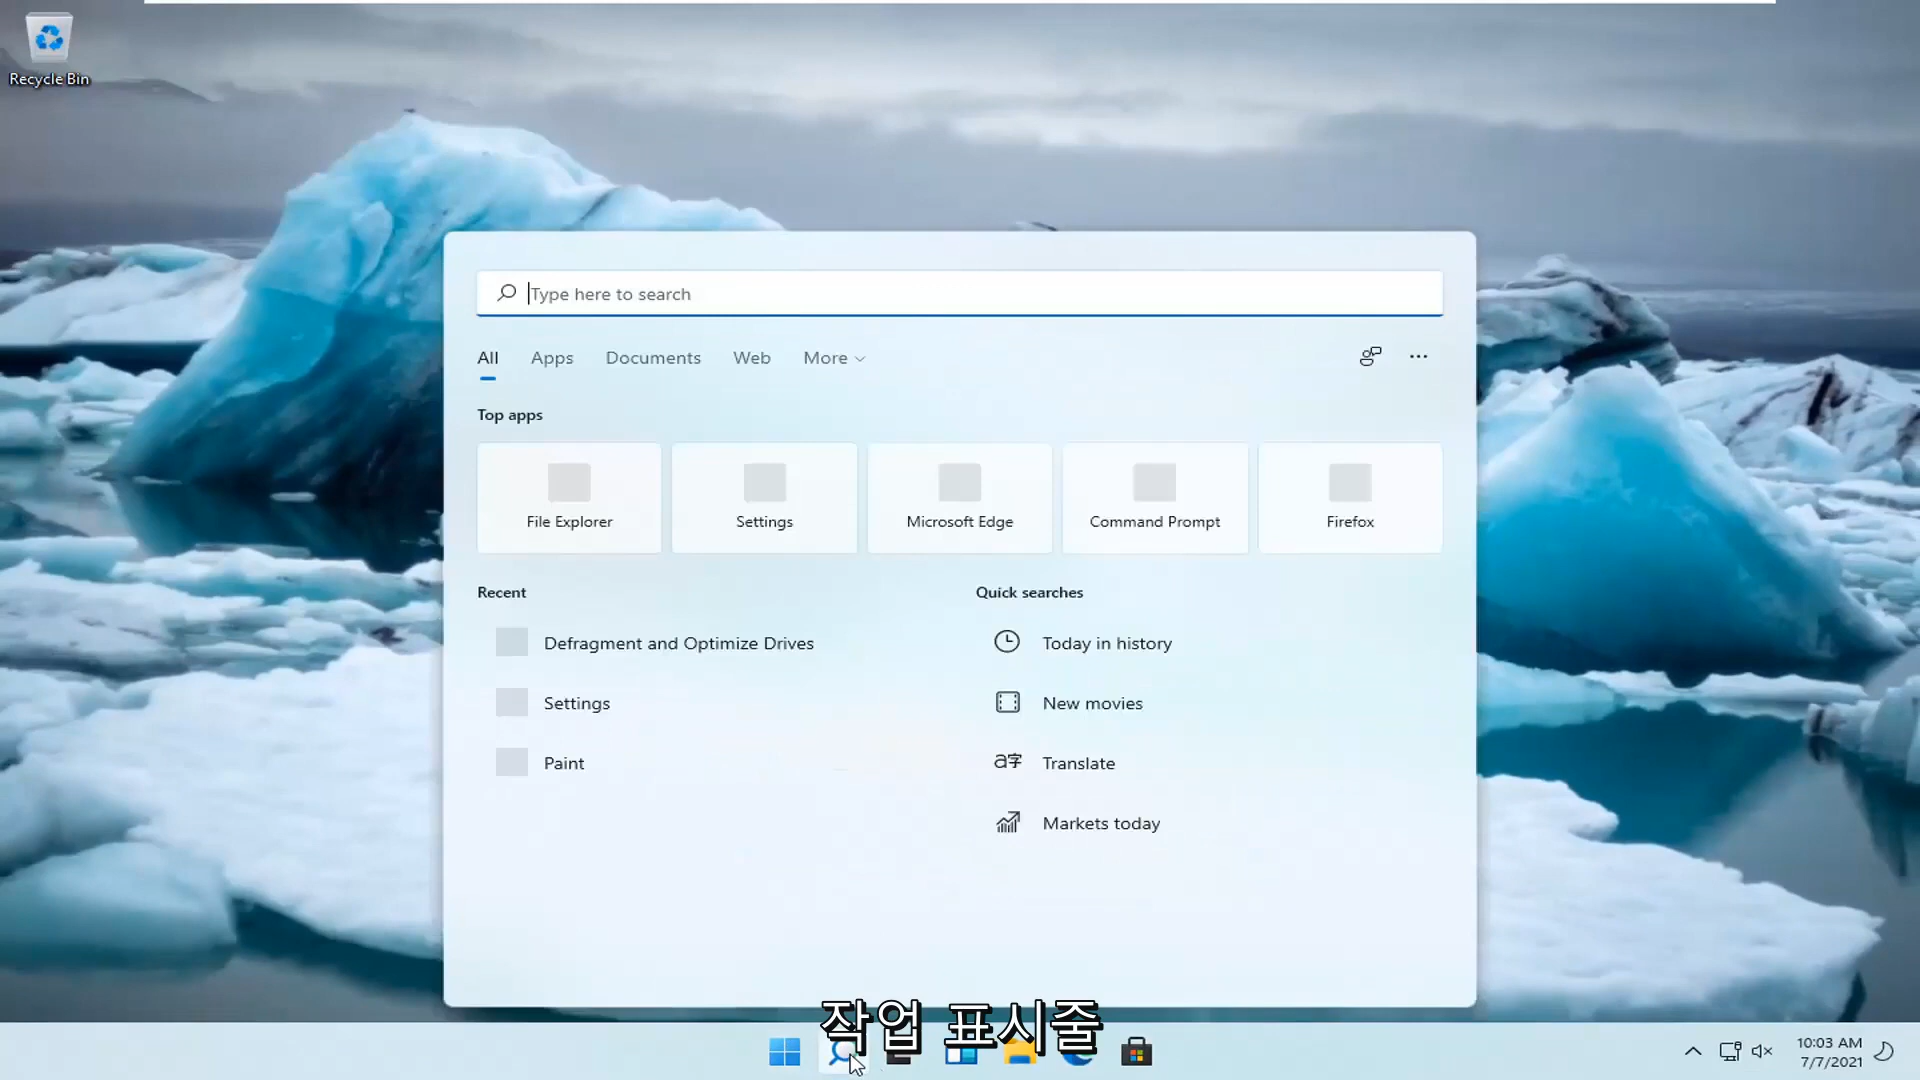 Recycle Bin
Type here to search
All Apps Documents Web More
Top apps
File Explorer Settings Microsoft Edge Command Prompt Firefox
Recent Quick searches
Defragment and Optimize Drives Today in history
Settings New movies
Paint a字 Translate
Markets today
작업 표시줄
10:03 AM
7/7/2021